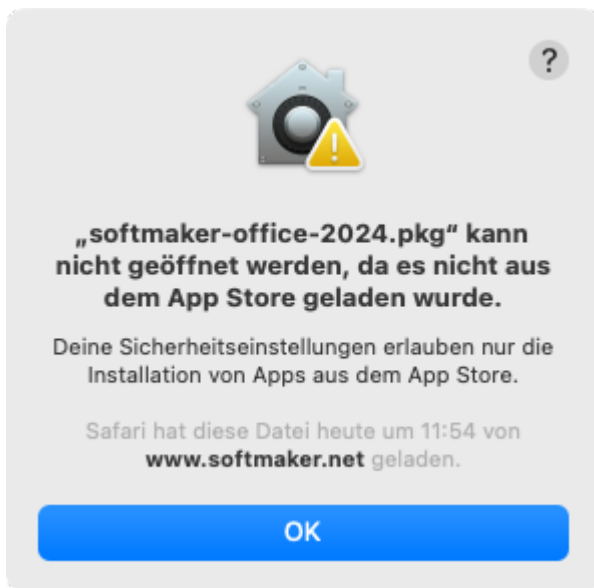 ?
„softmaker-office-2024.pkg“ kann
nicht geöffnet werden, da es nicht aus
dem App Store geladen wurde.
Deine Sicherheitseinstellungen erlauben nur die
Installation von Apps aus dem App Store.
Safari hat diese Datei heute um 11:54 von
www.softmaker.net geladen.
OK